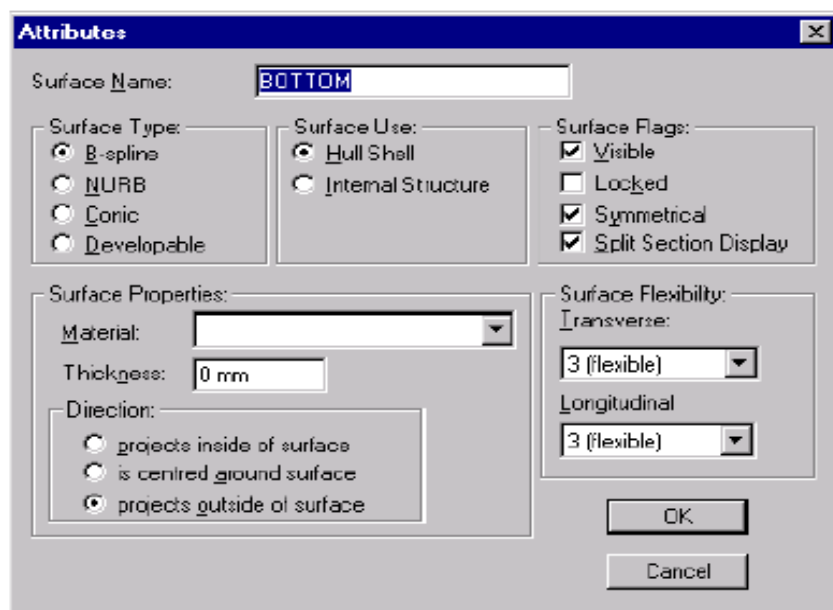 Attributes
Surface Name: BOTTOM
Surface Type:
B-spline
NURB
Conic
Developable
Surface Use:
Hull Shell
Internal Structure
Surface Flags:
Visible
Locked
Symmetrical
Split Section Display
Surface Properties:
Material:
Thickness: 0 mm
Direction:
projects inside of surface
is centred around surface
projects outside of surface
Surface Flexibility:
Transverse:
3 (flexible)
Longitudinal
3 (flexible)
OK
Cancel